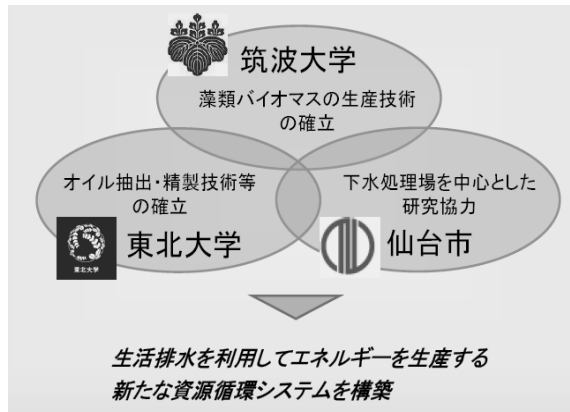 筑波大学
藻類バイオマスの生産技術
の確立
オイル抽出・精製技術等
の確立
東北大学
東北大学
下水処理場を中心とした
研究協力
仙台市
生活排水を利用してエネルギーを生産する
新たな資源循環システムを構築